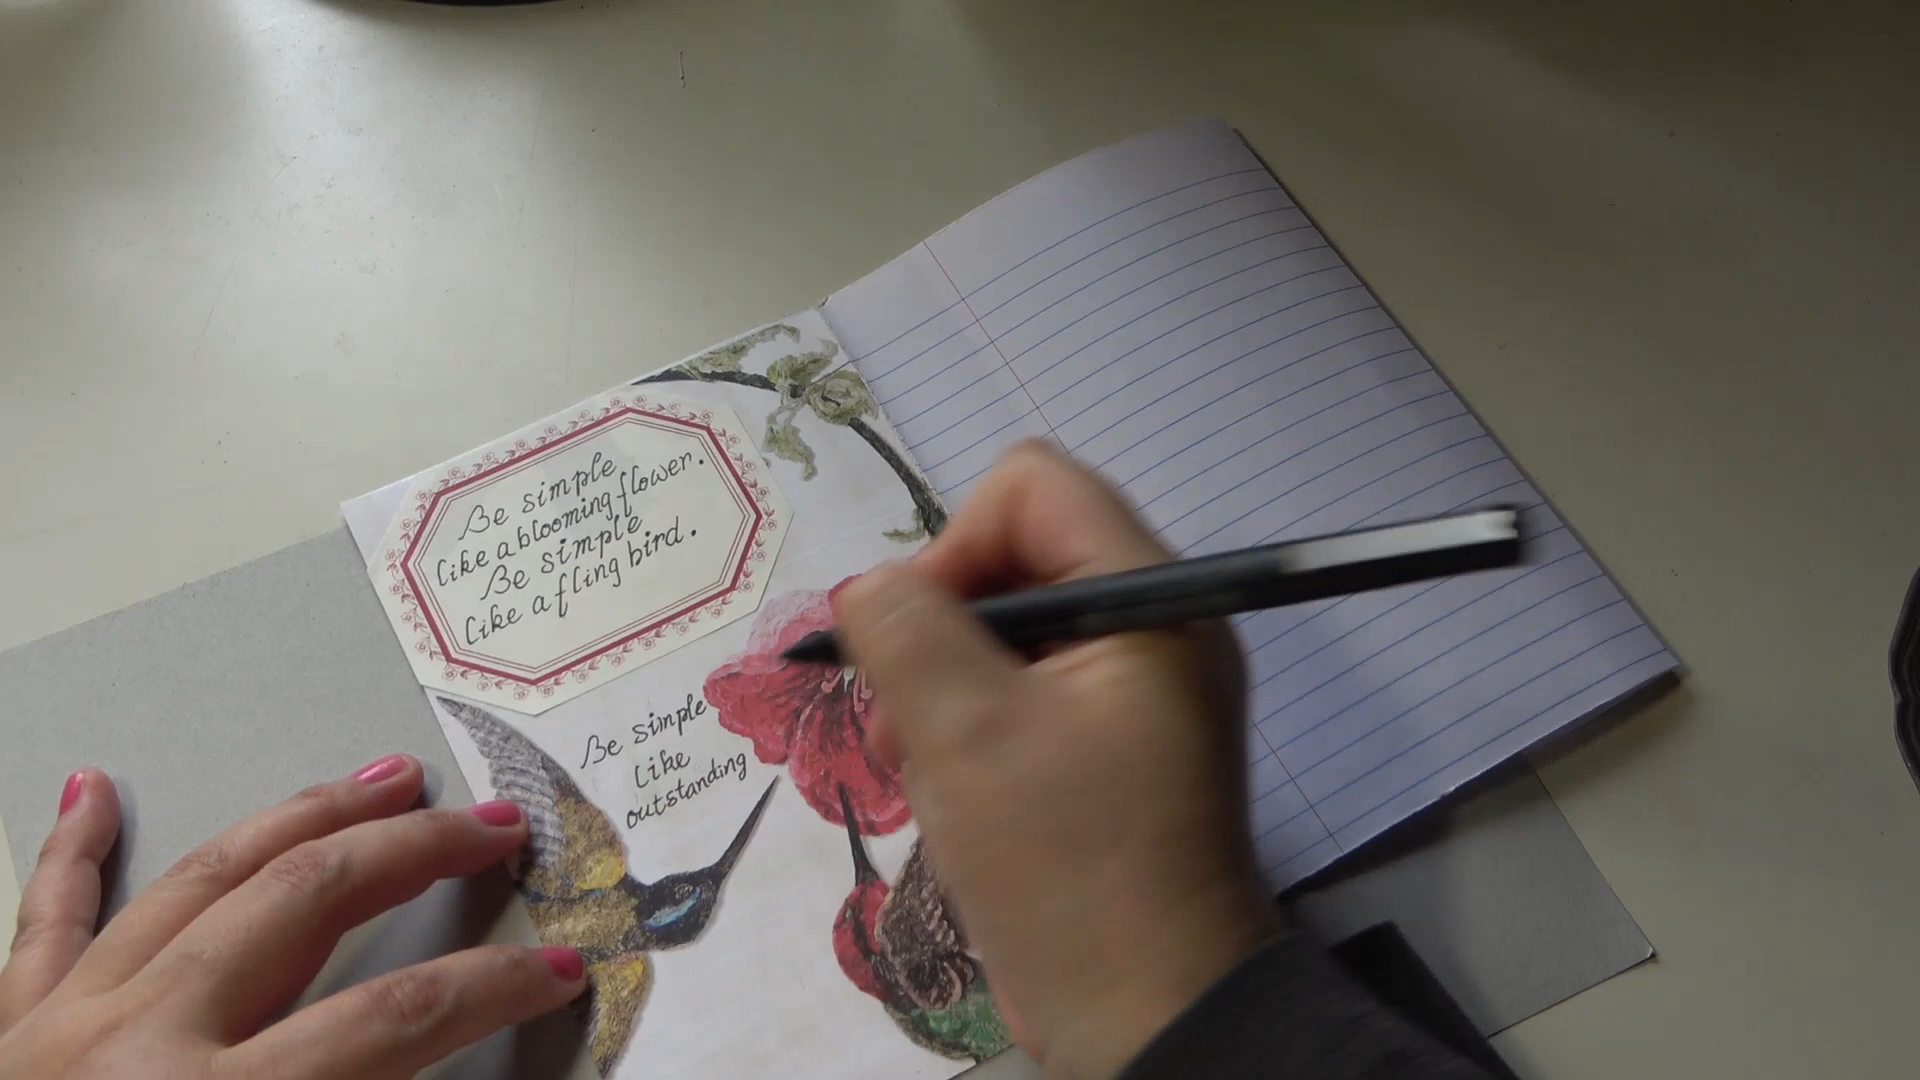 Be simple
like a blooming flower.
Be simple
like a fling bird.
Be simple
like
outstanding